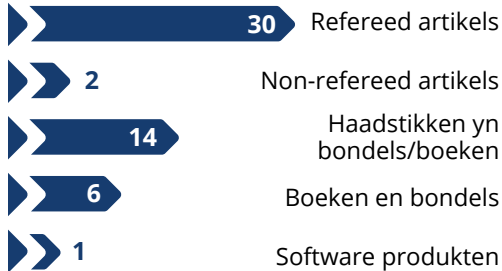 30 Refereed artikels
2 Non-refereed artikels
14 Haadstikken yn
bondels/boeken
6 Boeken en bondels
1 Software produkten